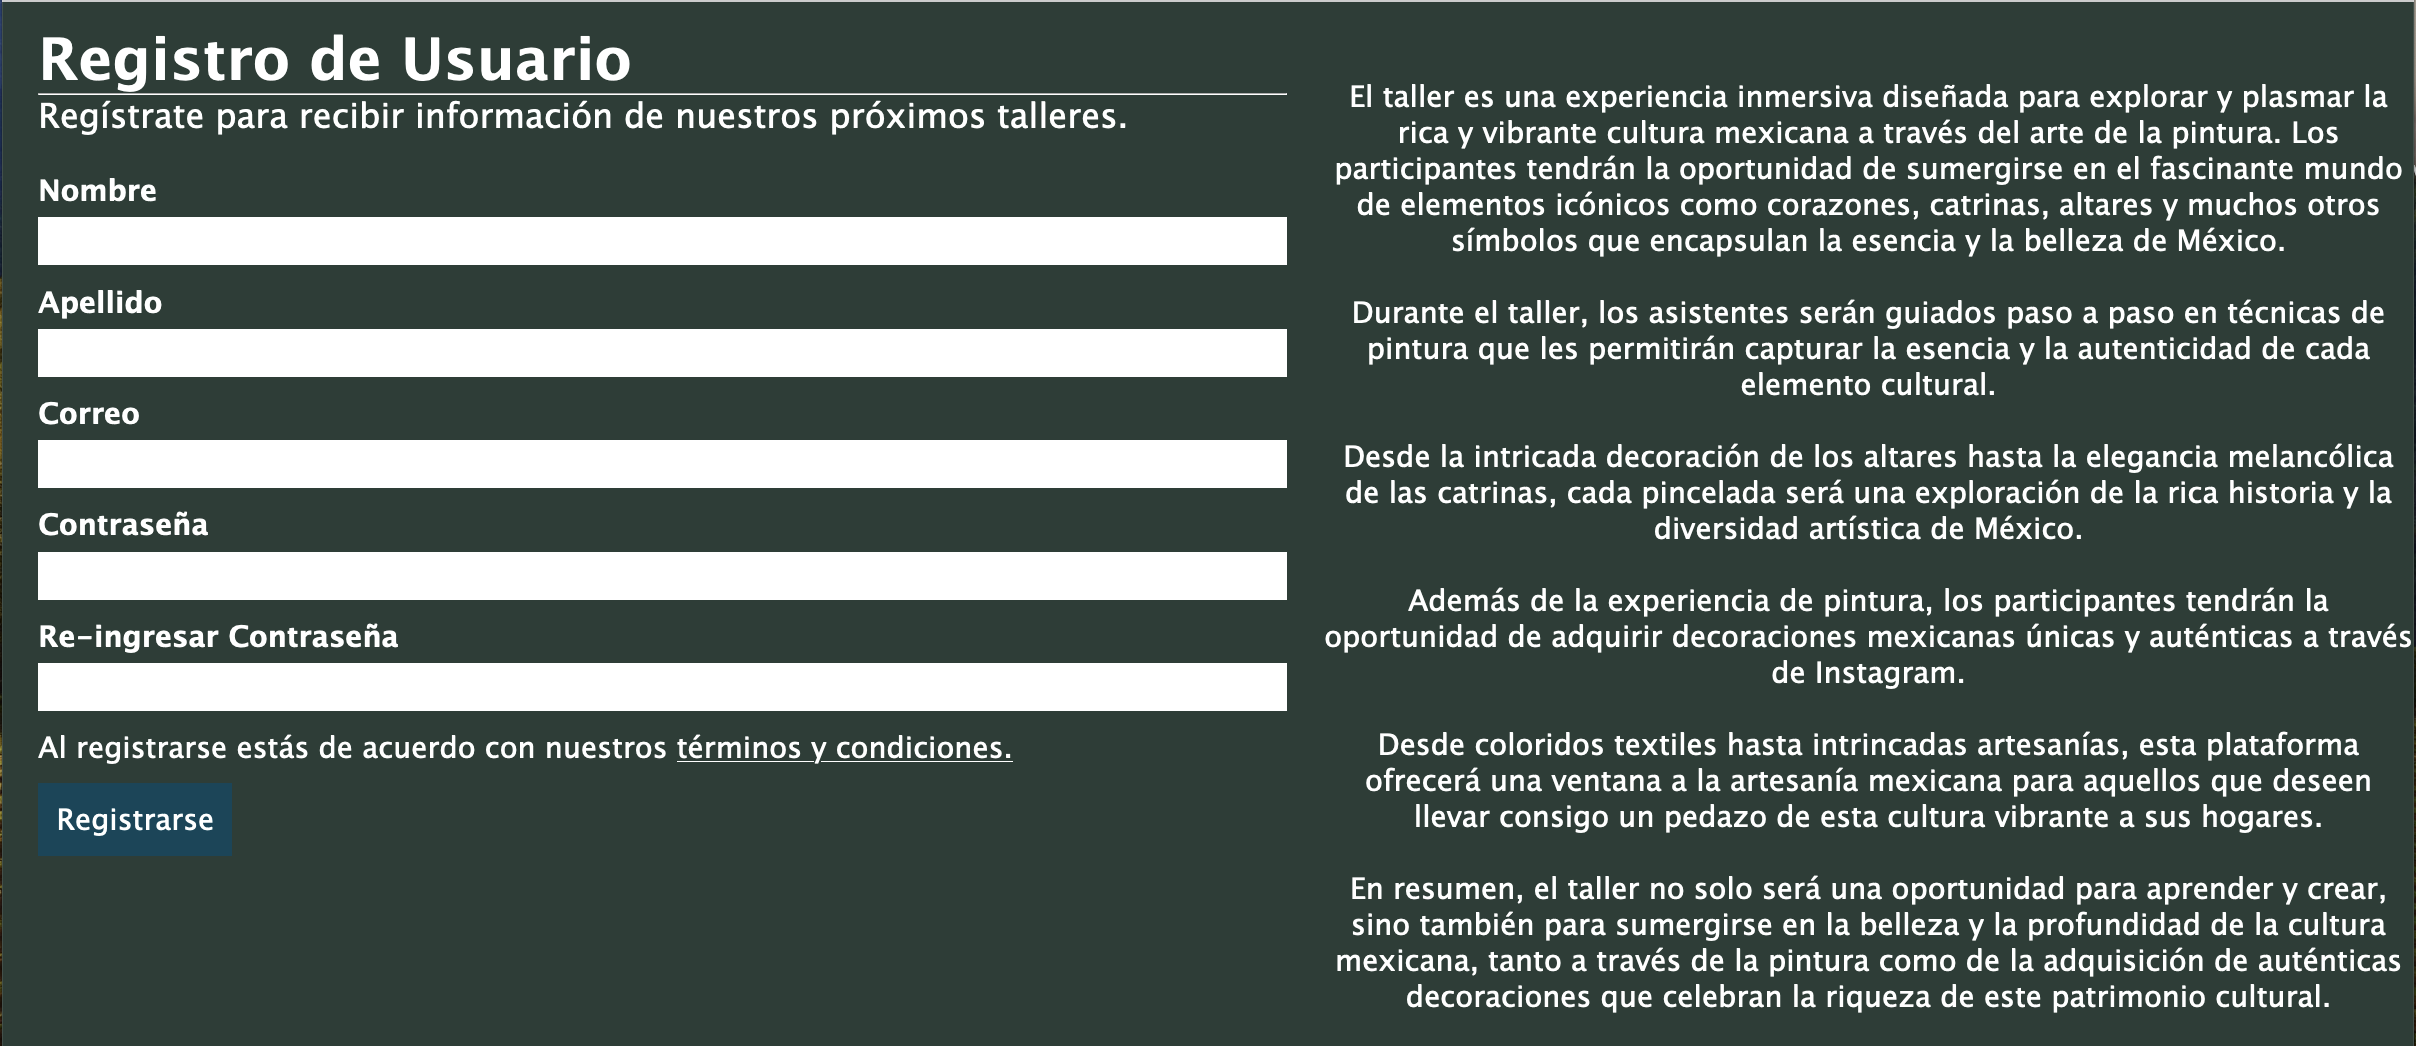 Registro de Usuario
Regístrate para recibir información de nuestros próximos talleres.
Nombre
Apellido
Correo
Contraseña
Re-ingresar Contraseña
Al registrarse estás de acuerdo con nuestros términos y condiciones.
Registrarse
El taller es una experiencia inmersiva diseñada para explorar y plasmar la
rica y vibrante cultura mexicana a través del arte de la pintura. Los
participantes tendrán la oportunidad de sumergirse en el fascinante mundo
de elementos icónicos como corazones, catrinas, altares y muchos otros
símbolos que encapsulan la esencia y la belleza de México.
Durante el taller, los asistentes serán guiados paso a paso en técnicas de
pintura que les permitirán capturar la esencia y la autenticidad de cada
elemento cultural.
Desde la intricada decoración de los altares hasta la elegancia melancólica
de las catrinas, cada pincelada será una exploración de la rica historia y la
diversidad artística de México.
Además de la experiencia de pintura, los participantes tendrán la
oportunidad de adquirir decoraciones mexicanas únicas y auténticas a través
de Instagram.
Desde coloridos textiles hasta intrincadas artesanías, esta plataforma
ofrecerá una ventana a la artesanía mexicana para aquellos que deseen
llevar consigo un pedazo de esta cultura vibrante a sus hogares.
En resumen, el taller no solo será una oportunidad para aprender y crear,
sino también para sumergirse en la belleza y la profundidad de la cultura
mexicana, tanto a través de la pintura como de la adquisición de auténticas
decoraciones que celebran la riqueza de este patrimonio cultural.